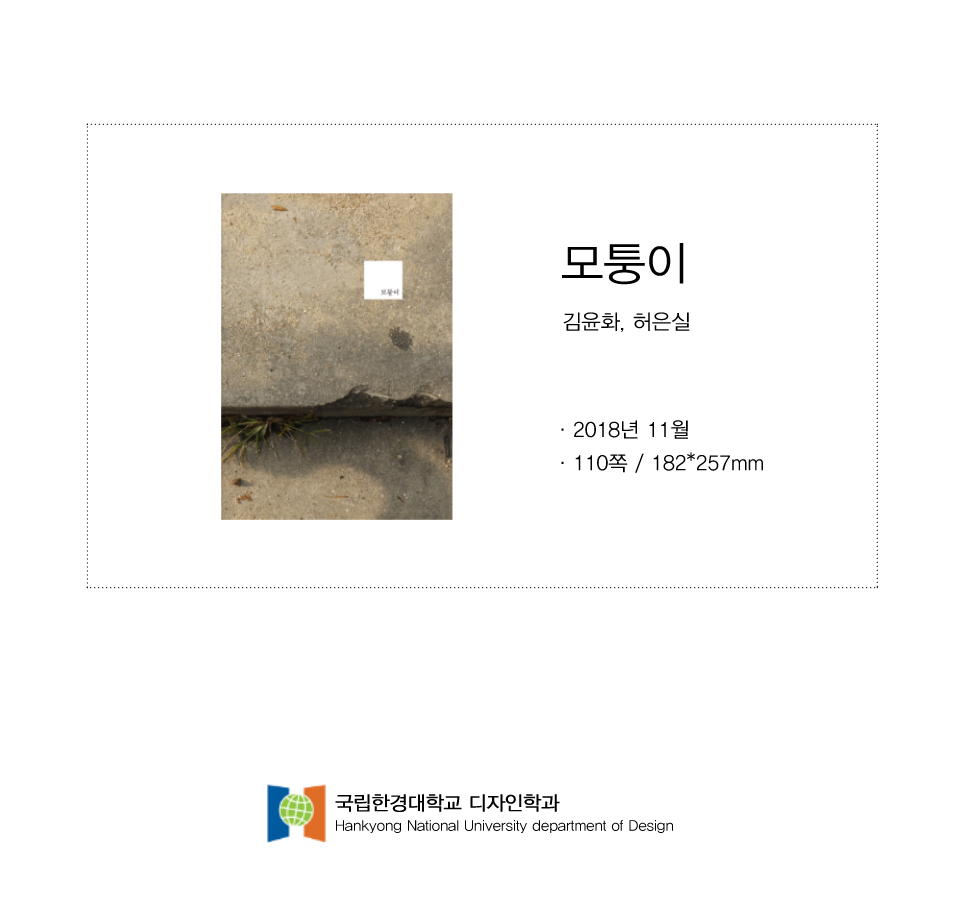 모퉁이
모퉁이
김윤화, 허은실
· 2018년 11월
· 110쪽 / 182*257mm
국립한경대학교 디자인학과
Hankyong National University department of Design